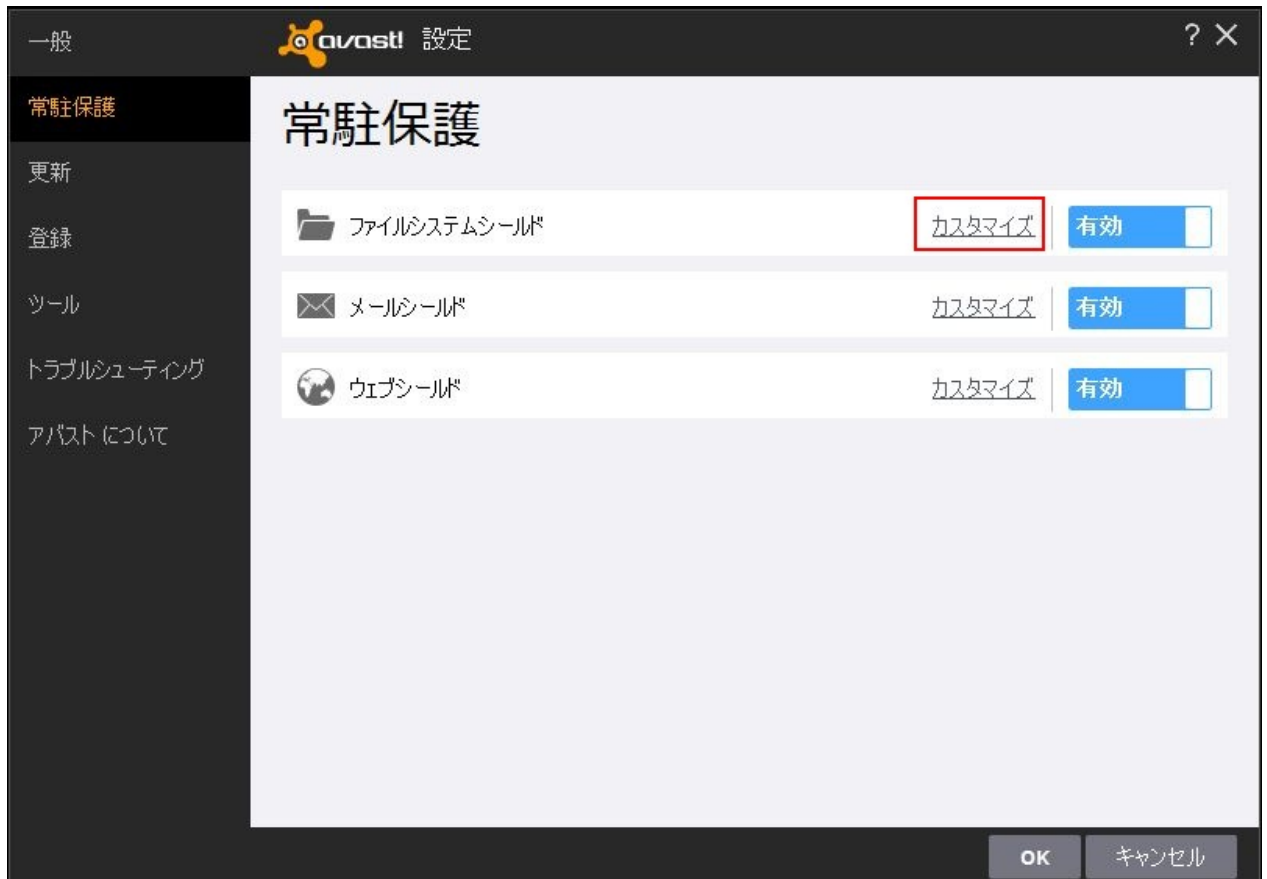 一般
avast! 設定
?
常駐保護
更新
登録
ツール
トラブルシューティング
アバスト について
常駐保護
ファイルシステムシールド カスタマイズ 有効
メールシールド カスタマイズ 有効
ウェブシールド カスタマイズ 有効
OK キャンセル